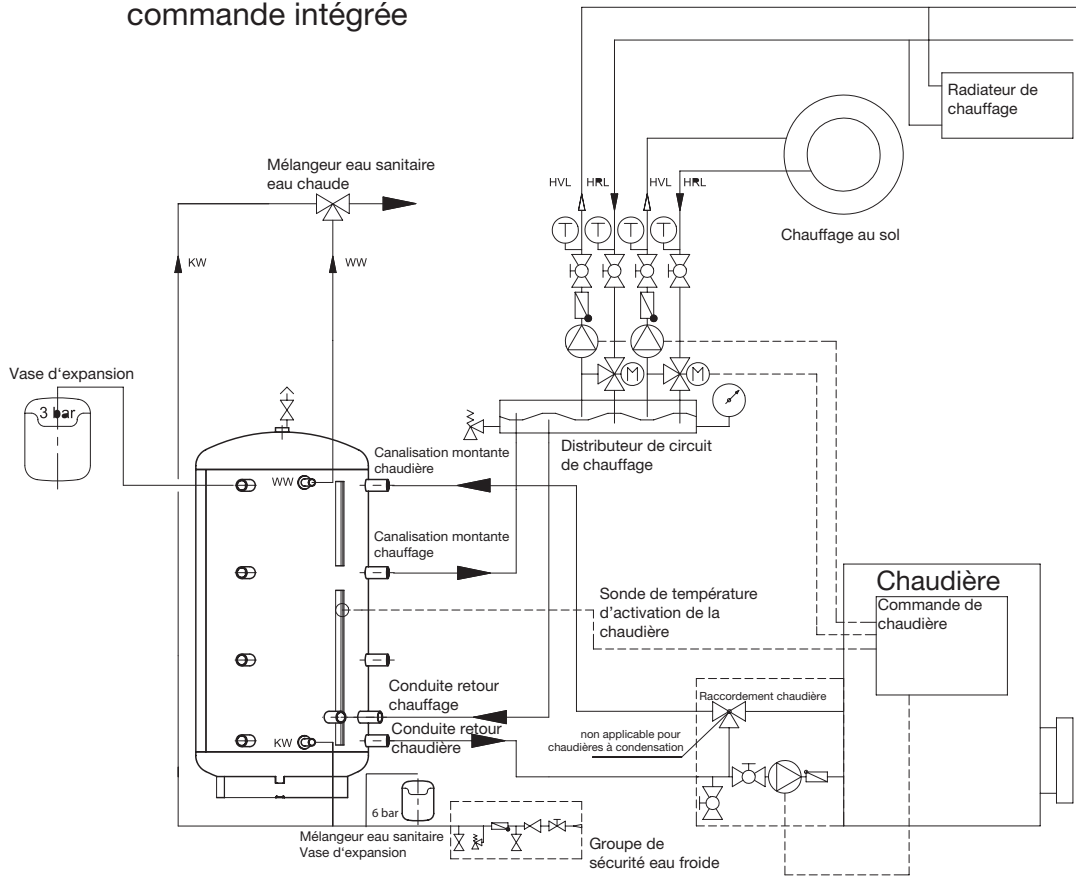 commande intégrée
Radiateur de
chauffage
Mélangeur eau sanitaire
eau chaude
HVL
HRL
HVL
HRL
Chauffage au sol
T
T
T
T
KW
WW
Vase d‘expansion
3 bar
M
M
Distributeur de circuit
de chauffage
Canalisation montante
chaudière
WW
Canalisation montante
chauffage
Chaudière
Commande de
chaudière
Sonde de température
d’activation de la
chaudière
Conduite retour
chauffage
Raccordement chaudière
Conduite retour
chaudière
non applicable pour
chaudières à condensation
KW
6 bar
Mélangeur eau sanitaire
Vase d‘expansion
Groupe de
sécurité eau froide